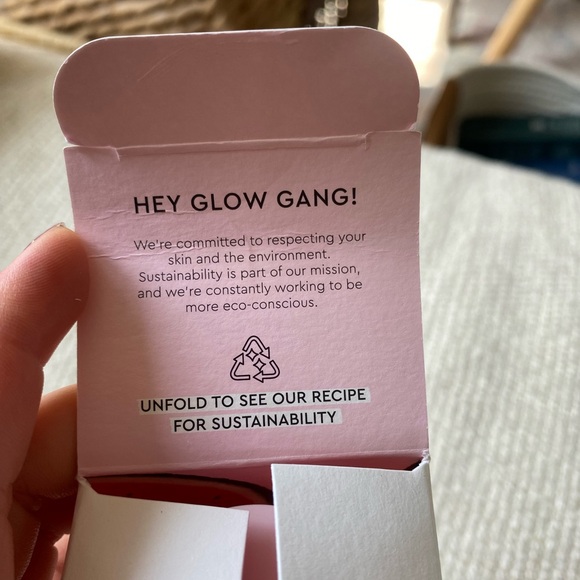 HEY GLOW GANG!
We're committed to respecting your
skin and the environment.
Sustainability is part of our mission,
and we're constantly working to be
more eco-conscious.
UNFOLD TO SEE OUR RECIPE
FOR SUSTAINABILITY